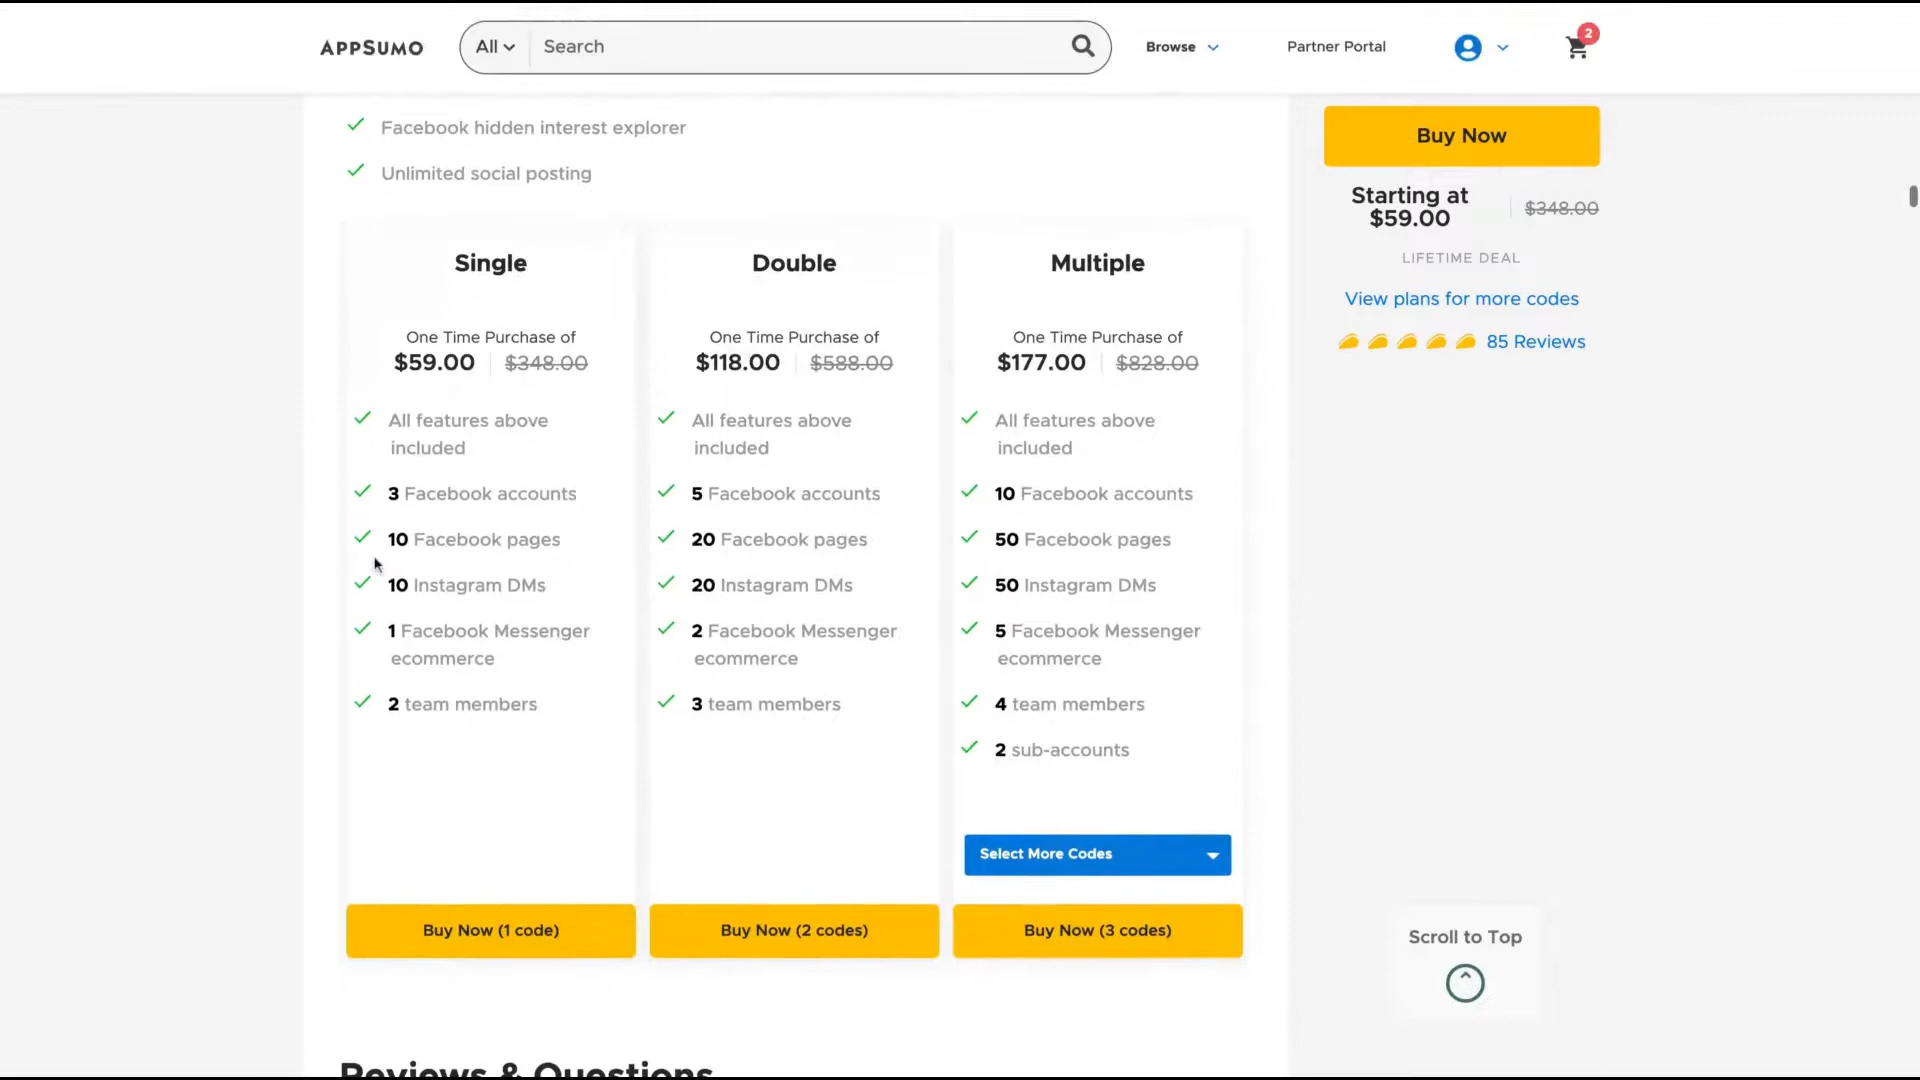 APPSUMO
All
Search
Browse
Partner Portal
2
Facebook hidden interest explorer
Unlimited social posting
Buy Now
Starting at
$59.00
$348.00
LIFETIME DEAL
View plans for more codes
85 Reviews
Single
One Time Purchase of
$59.00 $348.00
All features above
included
3 Facebook accounts
10 Facebook pages
10 Instagram DMs
1 Facebook Messenger
ecommerce
2 team members
Buy Now (1 code)
Double
One Time Purchase of
$118.00 $588.00
All features above
included
5 Facebook accounts
20 Facebook pages
20 Instagram DMs
2 Facebook Messenger
ecommerce
3 team members
Buy Now (2 codes)
Multiple
One Time Purchase of
$177.00 $828.00
All features above
included
10 Facebook accounts
50 Facebook pages
50 Instagram DMs
5 Facebook Messenger
ecommerce
4 team members
2 sub-accounts
Select More Codes
Buy Now (3 codes)
Scroll to Top
Reviews & Questions